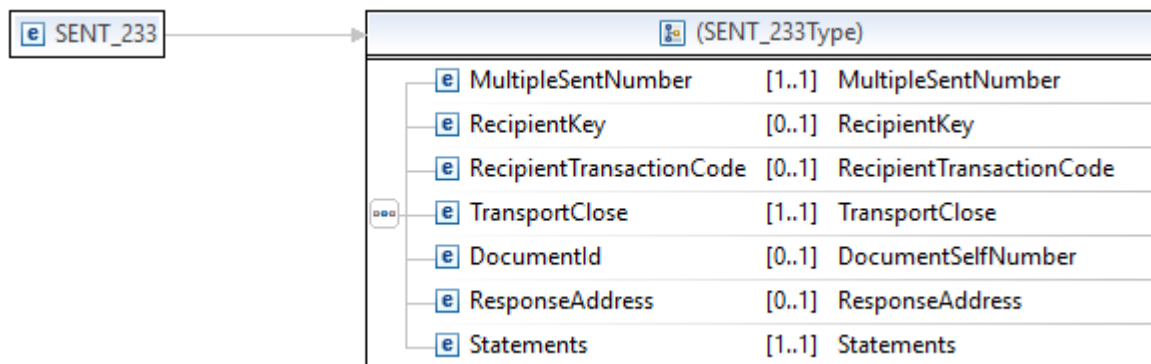 e SENT_233
(SENT_233Type)
e MultipleSentNumber [1..1] MultipleSentNumber
e RecipientKey [0..1] RecipientKey
e RecipientTransactionCode [0..1] RecipientTransactionCode
e TransportClose [1..1] TransportClose
e DocumentId [0..1] DocumentSelfNumber
e ResponseAddress [0..1] ResponseAddress
e Statements [1..1] Statements